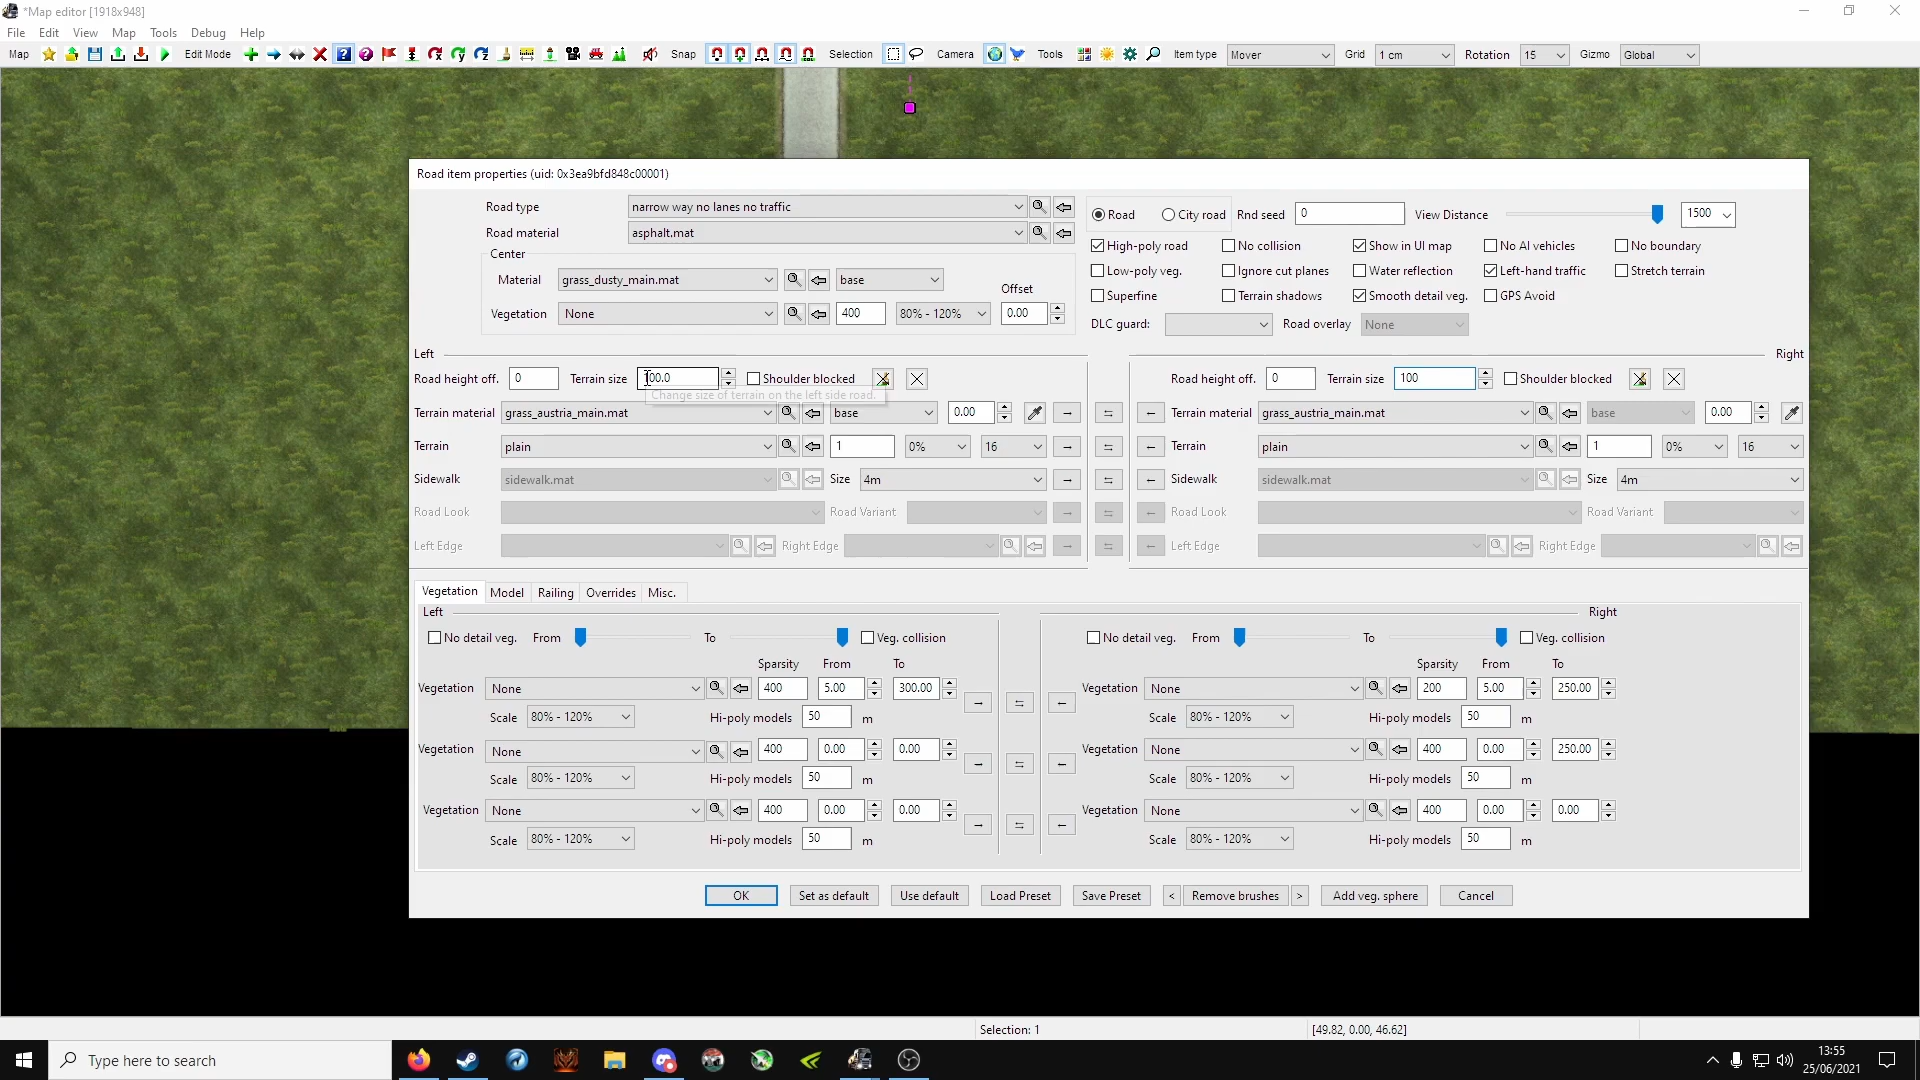 *Map editor [1918x948]
File Edit View Map Tools Debug Help
Map Edit Mode Snap Selection Camera Tools Item type Mover Grid 1 cm Rotation 15 Gizmo Global
Road item properties (uid: 0x3ea9bfd848c00001)
Road type narrow way no lanes no traffic Road City road Rnd seed 0 View Distance 1500
Road material asphalt.mat
Center High-poly road No collision Show in UI map No AI vehicles No boundary
Low-poly veg. Ignore cut planes Water reflection Left-hand traffic Stretch terrain
Material grass_dusty_main.mat base Offset
Superfine Terrain shadows Smooth detail veg. GPS Avoid
Vegetation None 400 80% - 120% 0.00
DLC guard: Road overlay None
Left Right
Road height off. 0 Terrain size 100.0 Shoulder blocked Road height off. 0 Terrain size 100 Shoulder blocked
Change size of terrain on the left side road.
Terrain material grass_austria_main.mat base 0.00 → ← Terrain material grass_austria_main.mat base 0.00
Terrain plain 1 0% 16 → ← Terrain plain 1 0% 16
Sidewalk sidewalk.mat Size 4m → ← Sidewalk sidewalk.mat Size 4m
Road Look Road Variant → ← Road Look Road Variant
Left Edge Right Edge → ← Left Edge Right Edge
Vegetation Model Railing Overrides Misc.
Left Right
No detail veg. From To Veg. collision No detail veg. From To Veg. collision
Sparsity From To Sparsity From To
Vegetation None 400 5.00 300.00 → ← Vegetation None 200 5.00 250.00
Scale 80% - 120% Hi-poly models 50 m Scale 80% - 120% Hi-poly models 50 m
Vegetation None 400 0.00 0.00 → ← Vegetation None 400 0.00 250.00
Scale 80% - 120% Hi-poly models 50 m Scale 80% - 120% Hi-poly models 50 m
Vegetation None 400 0.00 0.00 → ← Vegetation None 400 0.00 0.00
Scale 80% - 120% Hi-poly models 50 m Scale 80% - 120% Hi-poly models 50 m
OK Set as default Use default Load Preset Save Preset < Remove brushes > Add veg. sphere Cancel
Selection: 1 [49.82, 0.00, 46.62]
Type here to search
13:55
25/06/2021